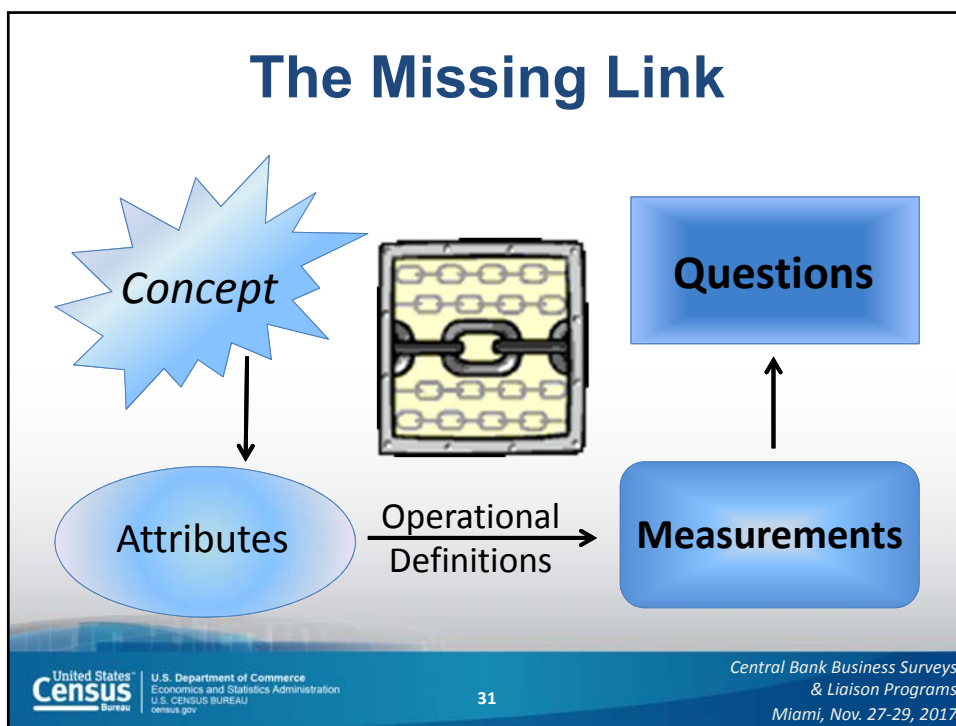 The Missing Link
Concept
Questions
Attributes
Operational
Definitions
Measurements
United States™
Census
Bureau
U.S. Department of Commerce
Economics and Statistics Administration
U.S. CENSUS BUREAU
census.gov
31
Central Bank Business Surveys
& Liaison Programs
Miami, Nov. 27-29, 2017